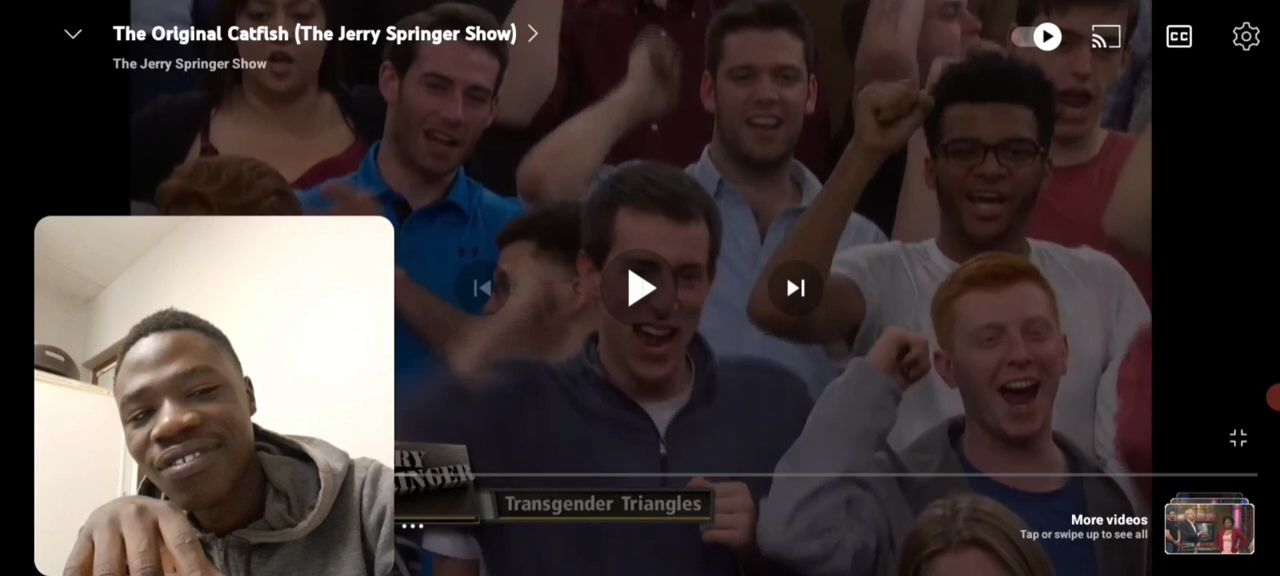 The Original Catfish (The Jerry Springer Show)
The Jerry Springer Show
CC
RY
INGER
Transgender Triangles
More videos
Tap or swipe up to see all